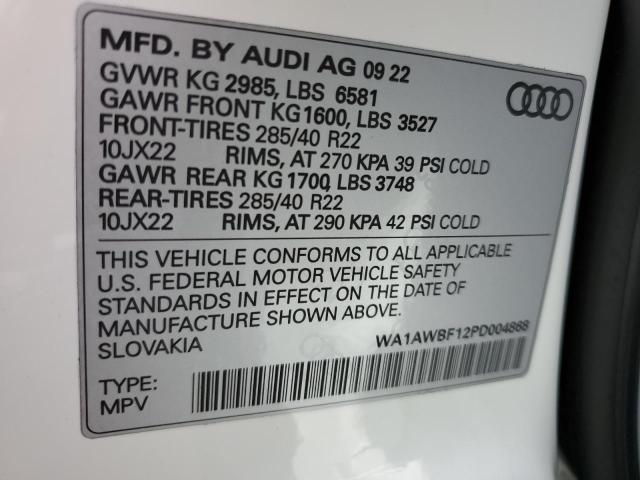 MFD. BY AUDI AG 09 22
GVWR KG 2985, LBS 6581
GAWR FRONT KG 1600, LBS 3527
FRONT-TIRES 285/40 R22
10JX22 RIMS, AT 270 KPA 39 PSI COLD
GAWR REAR KG 1700, LBS 3748
REAR-TIRES 285/40 R22
10JX22 RIMS, AT 290 KPA 42 PSI COLD
THIS VEHICLE CONFORMS TO ALL APPLICABLE
U.S. FEDERAL MOTOR VEHICLE SAFETY
STANDARDS IN EFFECT ON THE DATE OF
MANUFACTURE SHOWN ABOVE.
SLOVAKIA WA1AWBF12PD004868
TYPE:
MPV